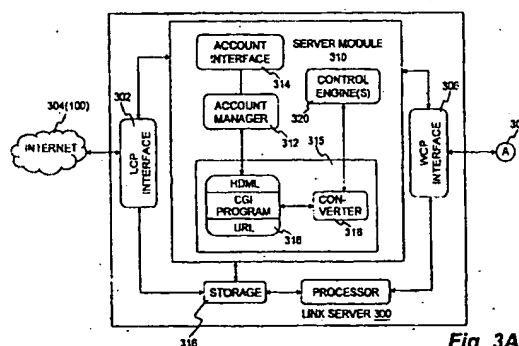 ACCOUNT INTERFACE
314
SERVER MODULE
310
CONTROL ENGINE(S)
320
302
304(100)
INTERNET
LCP INTERFACE
ACCOUNT MANAGER
312
315
306
WCP INTERFACE
A
HDML
CGI PROGRAM
URL
316
CON-VERTER
318
STORAGE
316
PROCESSOR
LINK SERVER 300
Fig. 3A